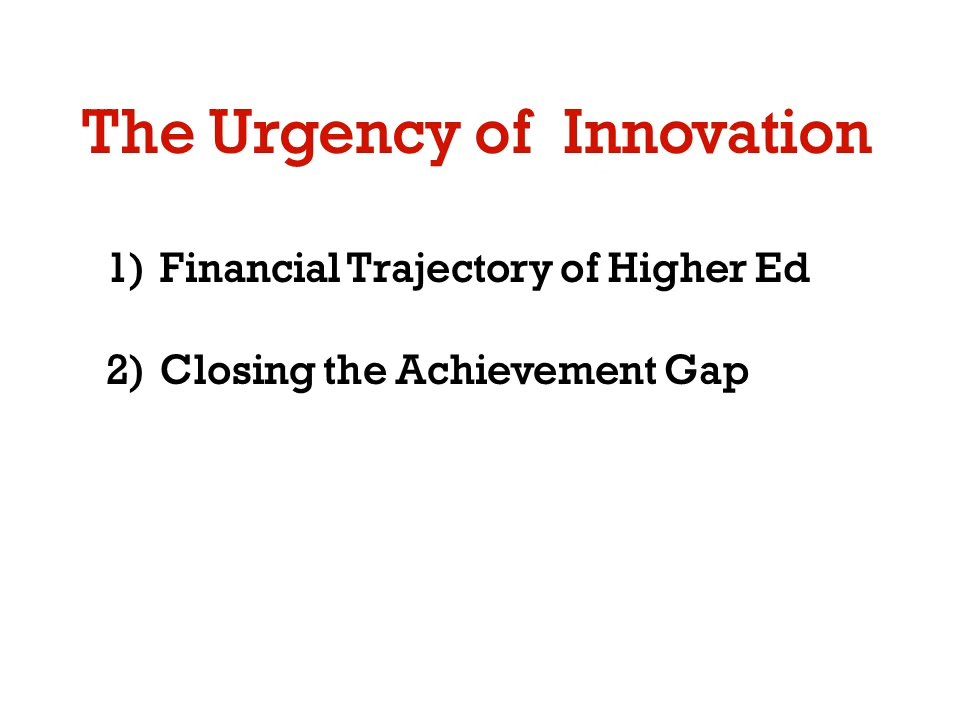 The Urgency of Innovation
1) Financial Trajectory of Higher Ed
2) Closing the Achievement Gap